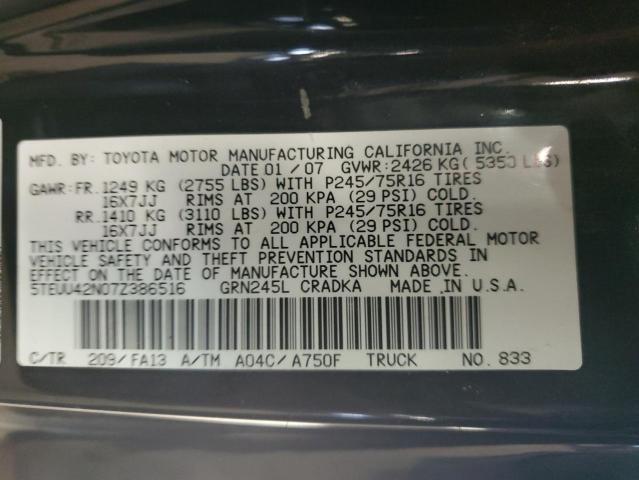 MFD. BY: TOYOTA MOTOR MANUFACTURING CALIFORNIA INC.
DATE 01 / 07 GVWR: 2426 KG ( 5350 LBS)
GAWR: FR. 1249 KG (2755 LBS) WITH P245/75R16 TIRES
16X7JJ RIMS AT 200 KPA (29 PSI) COLD.
RR. 1410 KG (3110 LBS) WITH P245/75R16 TIRES
16X7JJ RIMS AT 200 KPA (29 PSI) COLD.
THIS VEHICLE CONFORMS TO ALL APPLICABLE FEDERAL MOTOR
VEHICLE SAFETY AND THEFT PREVENTION STANDARDS IN
EFFECT ON THE DATE OF MANUFACTURE SHOWN ABOVE.
5TEUU42N07Z386516 GRN245L CRADKA MADE IN U.S.A.
C/TR 209/FA13 A/TM A04C/A750F TRUCK NO. 833